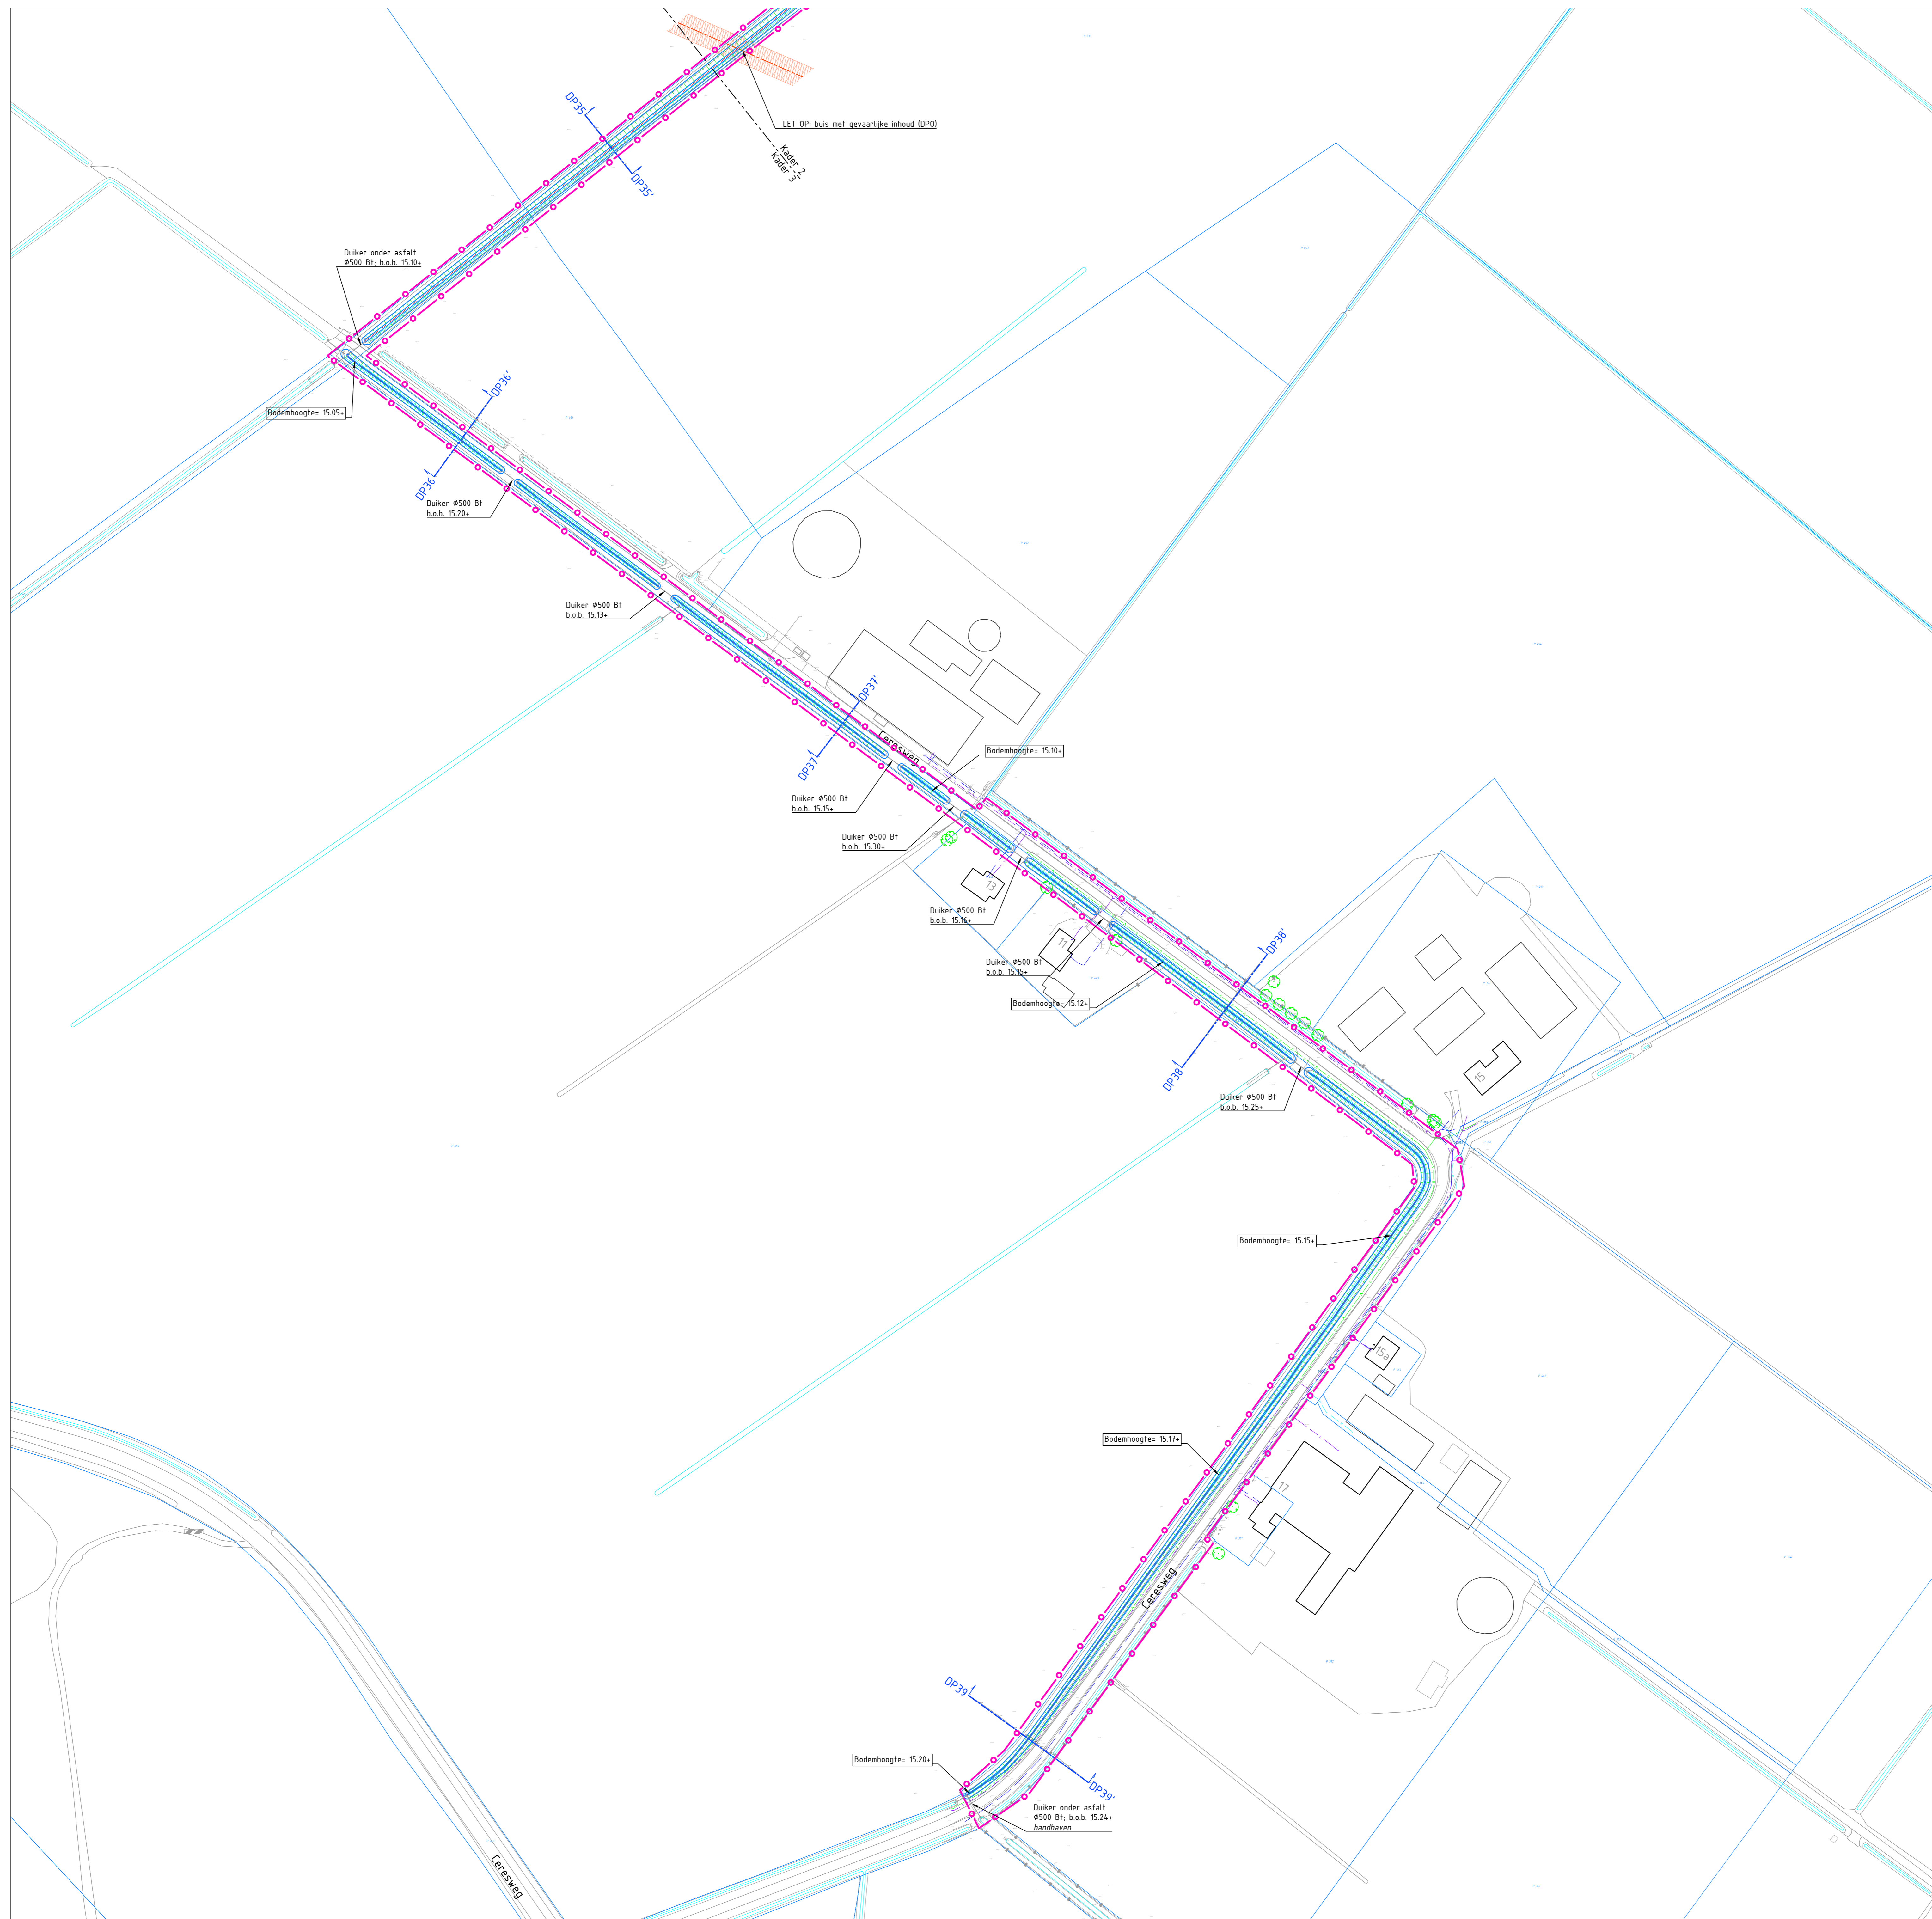 LET OP: buis met gevaarlijke inhoud (DPO)
DP35
DP35'
Kader 2
Kader 3
Duiker onder asfalt
Ø500 Bt; b.o.b. 15.10+
Bodemhoogte= 15.05+
DP36'
DP36
Duiker Ø500 Bt
b.o.b. 15.20+
Duiker Ø500 Bt
b.o.b. 15.13+
DP37'
DP37
Ceresweg
Bodemhoogte= 15.10+
Duiker Ø500 Bt
b.o.b. 15.15+
Duiker Ø500 Bt
b.o.b. 15.30+
13
Duiker Ø500 Bt
b.o.b. 15.16+
11
Duiker Ø500 Bt
b.o.b. 15.15+
Bodemhoogte= 15.12+
DP38'
DP38
15
Duiker Ø500 Bt
b.o.b. 15.25+
Bodemhoogte= 15.15+
15a
Bodemhoogte= 15.17+
17
Ceresweg
DP39
DP39'
Bodemhoogte= 15.20+
Duiker onder asfalt
Ø500 Bt; b.o.b. 15.24+
handhaven
Ceresweg